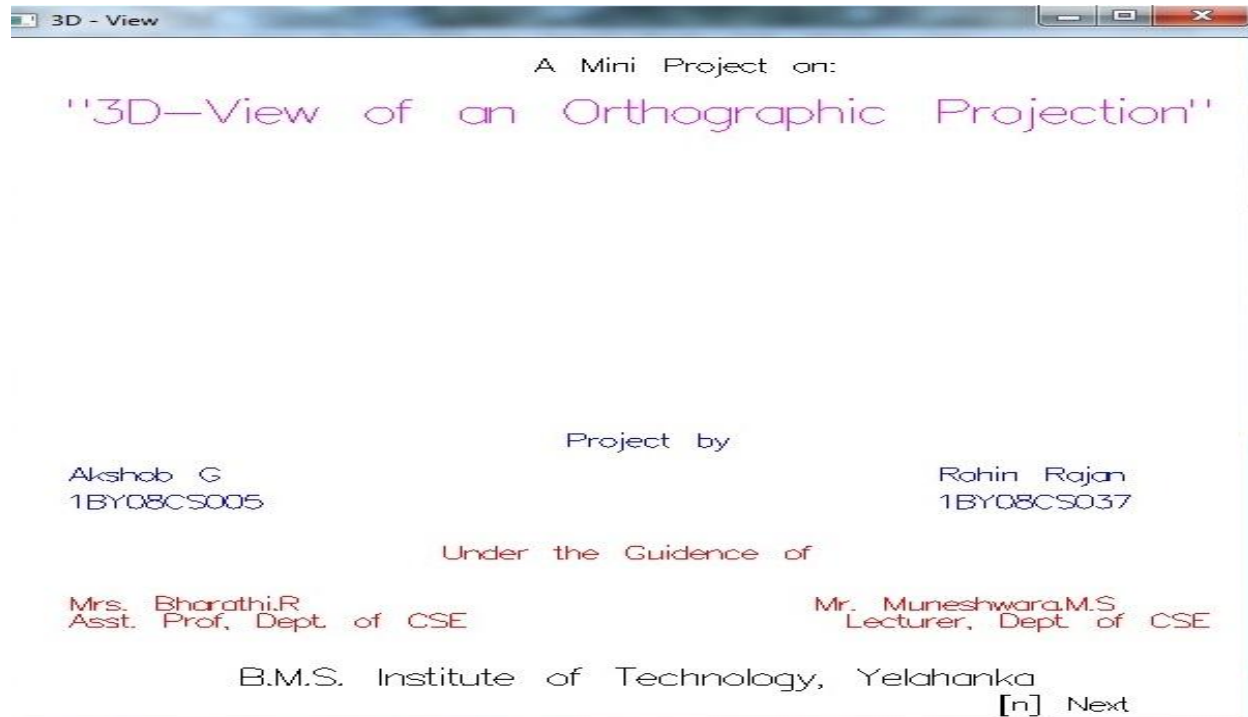 3D - View
A Mini Project on:
"3D-View of an Orthographic Projection"
Project by
Akshob G
Rohin Rajan
1BY08CS005
1BY08CS037
Under the Guidence of
Mrs. Bharathi.R
Mr. Muneshwara.M.S
Asst. Prof, Dept. of CSE
Lecturer, Dept. of CSE
B.M.S. Institute of Technology, Yelahanka
[n] Next